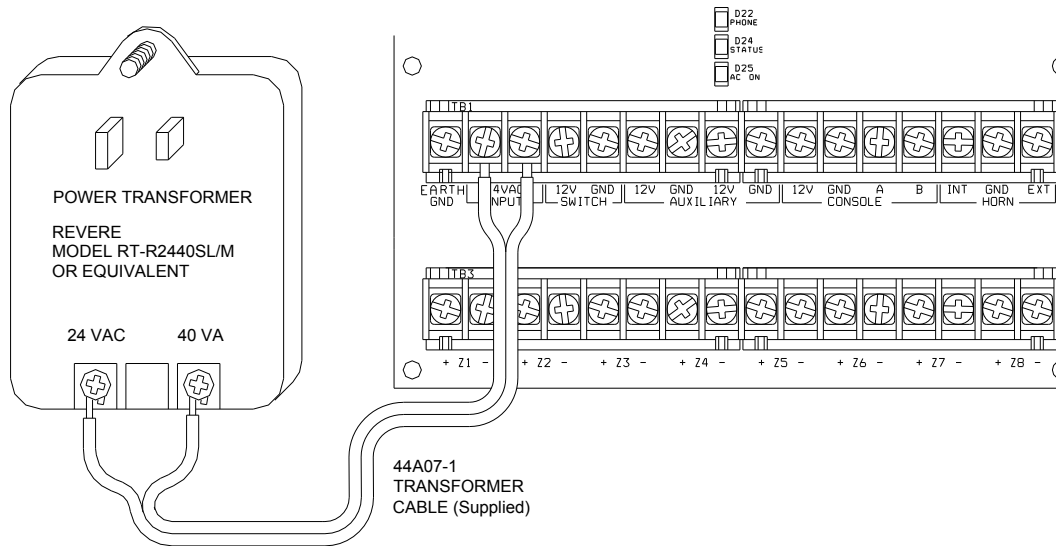 D22
PHONE
D24
STATUS
D25
AC ON
TB1
EARTH GND
4VAC
NPUT
12V GND
SWITCH
12V GND 12V GND
AUXILIARY
12V GND A B
CONSOLE
INT GND EXT
HORN
POWER TRANSFORMER
REVERE
MODEL RT-R2440SL/M
OR EQUIVALENT
24 VAC 40 VA
TB3
+ Z1 - + Z2 - + Z3 - + Z4 - + Z5 - + Z6 - + Z7 - + Z8 -
44A07-1
TRANSFORMER
CABLE (Supplied)